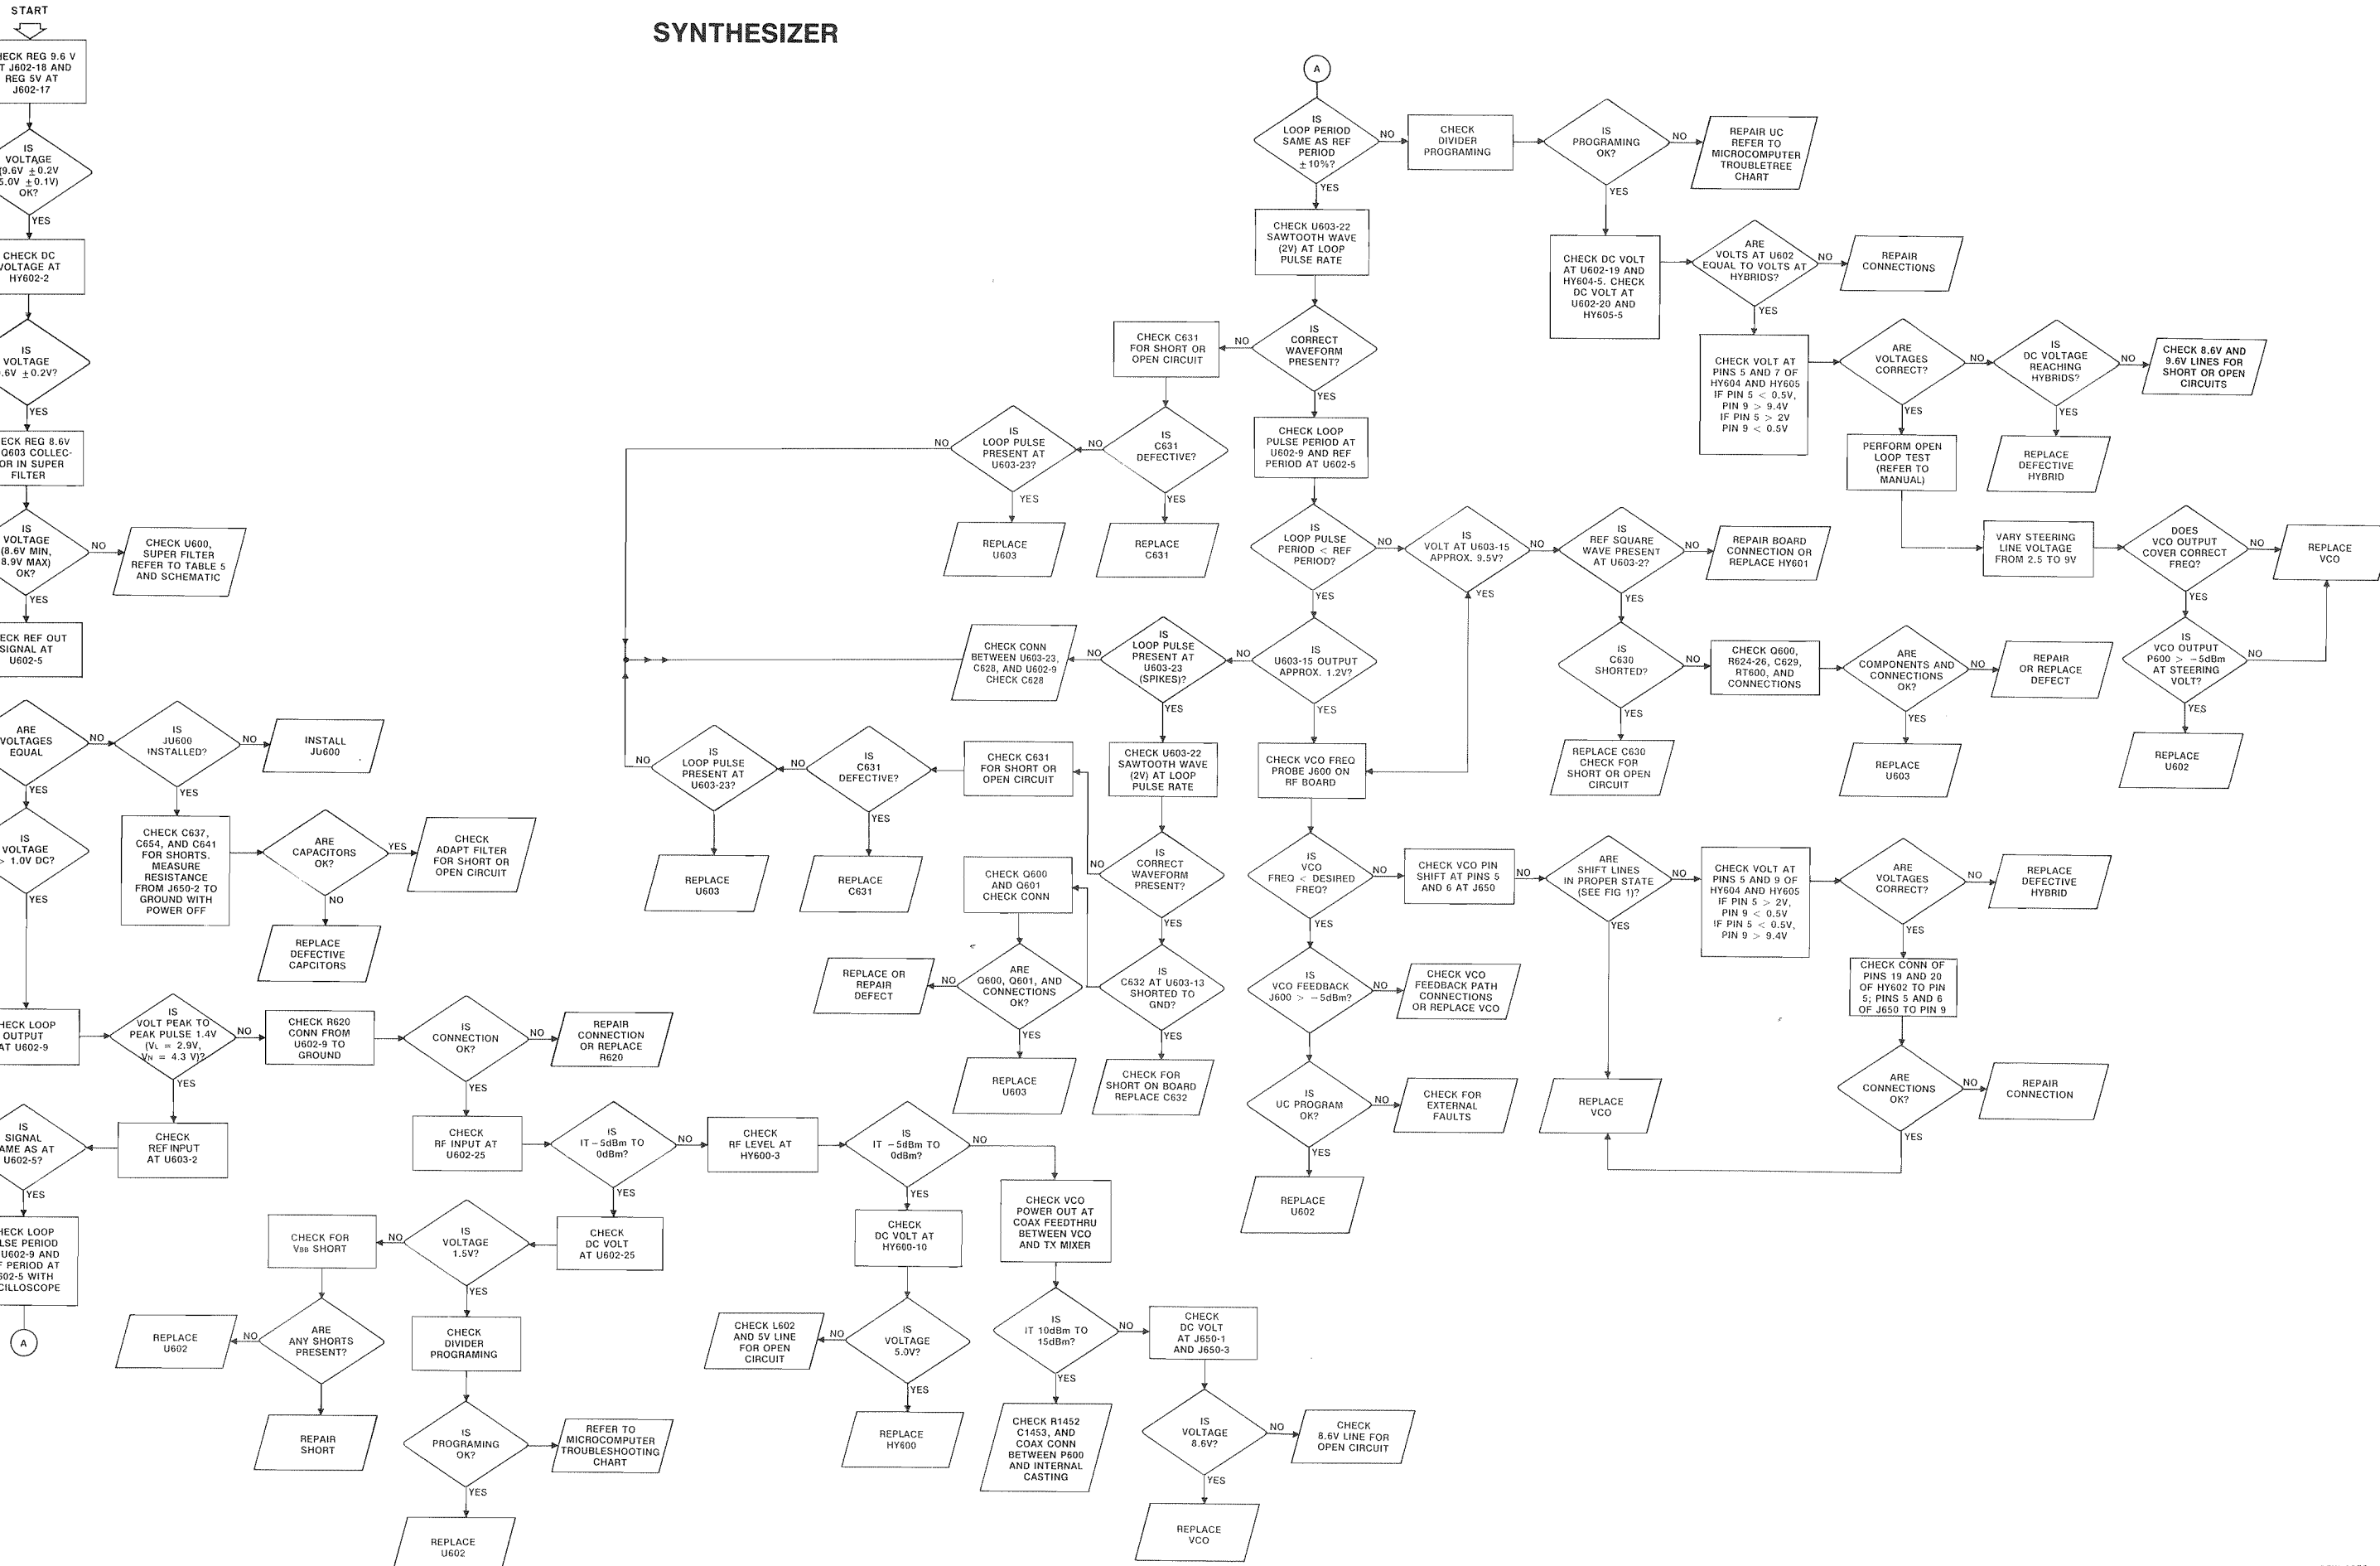 SYNTHESIZER
START
HECK REG 9.6 V
T J602-18 AND
REG 5V AT
J602-17
IS
VOLTAGE
(9.6V ±0.2V
5.0V ±0.1V)
OK?
YES
CHECK DC
VOLTAGE AT
HY602-2
IS
VOLTAGE
.6V ±0.2V?
YES
ECK REG 8.6V
Q603 COLLEC-
OR IN SUPER
FILTER
IS
VOLTAGE
(8.6V MIN,
8.9V MAX)
OK?
NO
CHECK U600,
SUPER FILTER
REFER TO TABLE 5
AND SCHEMATIC
YES
ECK REF OUT
SIGNAL AT
U602-5
ARE
VOLTAGES
EQUAL
NO
IS
JU600
INSTALLED?
NO
INSTALL
JU600
YES
YES
IS
VOLTAGE
> 1.0V DC?
YES
CHECK C637,
C654, AND C641
FOR SHORTS.
MEASURE
RESISTANCE
FROM J650-2 TO
GROUND WITH
POWER OFF
ARE
CAPACITORS
OK?
YES
CHECK
ADAPT FILTER
FOR SHORT OR
OPEN CIRCUIT
NO
REPLACE
DEFECTIVE
CAPCITORS
HECK LOOP
OUTPUT
AT U602-9
IS
VOLT PEAK TO
PEAK PULSE 1.4V
(VL = 2.9V,
VN = 4.3 V)?
NO
CHECK R620
CONN FROM
U602-9 TO
GROUND
IS
CONNECTION
OK?
NO
REPAIR
CONNECTION
OR REPLACE
R620
YES
YES
CHECK
REF INPUT
AT U603-2
IS
SIGNAL
AME AS AT
U602-5?
YES
HECK LOOP
LSE PERIOD
U602-9 AND
F PERIOD AT
602-5 WITH
CILLOSCOPE
A
CHECK
RF INPUT AT
U602-25
IS
IT −5dBm TO
0dBm?
NO
CHECK
RF LEVEL AT
HY600-3
IS
IT −5dBm TO
0dBm?
NO
YES
YES
CHECK
DC VOLT
AT U602-25
IS
VOLTAGE
1.5V?
NO
CHECK FOR
VBB SHORT
YES
ARE
ANY SHORTS
PRESENT?
NO
REPLACE
U602
REPAIR
SHORT
CHECK
DIVIDER
PROGRAMING
IS
PROGRAMING
OK?
REFER TO
MICROCOMPUTER
TROUBLESHOOTING
CHART
YES
REPLACE
U602
CHECK
DC VOLT AT
HY600-10
IS
VOLTAGE
5.0V?
NO
CHECK L602
AND 5V LINE
FOR OPEN
CIRCUIT
YES
REPLACE
HY600
CHECK VCO
POWER OUT AT
COAX FEEDTHRU
BETWEEN VCO
AND TX MIXER
IS
IT 10dBm TO
15dBm?
NO
CHECK
DC VOLT
AT J650-1
AND J650-3
YES
CHECK R1452
C1453, AND
COAX CONN
BETWEEN P600
AND INTERNAL
CASTING
IS
VOLTAGE
8.6V?
NO
CHECK
8.6V LINE FOR
OPEN CIRCUIT
YES
REPLACE
VCO
A
IS
LOOP PERIOD
SAME AS REF
PERIOD
±10%?
NO
CHECK
DIVIDER
PROGRAMING
IS
PROGRAMING
OK?
NO
REPAIR UC
REFER TO
MICROCOMPUTER
TROUBLETREE
CHART
YES
YES
CHECK U603-22
SAWTOOTH WAVE
(2V) AT LOOP
PULSE RATE
CHECK DC VOLT
AT U602-19 AND
HY604-5. CHECK
DC VOLT AT
U602-20 AND
HY605-5
ARE
VOLTS AT U602
EQUAL TO VOLTS AT
HYBRIDS?
NO
REPAIR
CONNECTIONS
YES
CHECK VOLT AT
PINS 5 AND 7 OF
HY604 AND HY605
IF PIN 5 < 0.5V,
PIN 9 > 9.4V
IF PIN 5 > 2V
PIN 9 < 0.5V
ARE
VOLTAGES
CORRECT?
NO
IS
DC VOLTAGE
REACHING
HYBRIDS?
NO
CHECK 8.6V AND
9.6V LINES FOR
SHORT OR OPEN
CIRCUITS
YES
YES
PERFORM OPEN
LOOP TEST
(REFER TO
MANUAL)
REPLACE
DEFECTIVE
HYBRID
VARY STEERING
LINE VOLTAGE
FROM 2.5 TO 9V
DOES
VCO OUTPUT
COVER CORRECT
FREQ?
NO
REPLACE
VCO
YES
IS
VCO OUTPUT
P600 > −5dBm
AT STEERING
VOLT?
NO
YES
REPLACE
U602
IS
CORRECT
WAVEFORM
PRESENT?
NO
CHECK C631
FOR SHORT OR
OPEN CIRCUIT
YES
IS
C631
DEFECTIVE?
NO
IS
LOOP PULSE
PRESENT AT
U603-23?
NO
YES
YES
REPLACE
U603
REPLACE
C631
CHECK LOOP
PULSE PERIOD AT
U602-9 AND REF
PERIOD AT U602-5
IS
LOOP PULSE
PERIOD < REF
PERIOD?
NO
IS
VOLT AT U603-15
APPROX. 9.5V?
NO
IS
REF SQUARE
WAVE PRESENT
AT U603-2?
NO
REPAIR BOARD
CONNECTION OR
REPLACE HY601
YES
YES
YES
IS
U603-15 OUTPUT
APPROX. 1.2V?
NO
IS
LOOP PULSE
PRESENT AT
U603-23
(SPIKES)?
NO
CHECK CONN
BETWEEN U603-23,
C628, AND U602-9
CHECK C628
YES
YES
IS
C630
SHORTED?
NO
CHECK Q600,
R624-26, C629,
RT600, AND
CONNECTIONS
ARE
COMPONENTS AND
CONNECTIONS
OK?
NO
REPAIR
OR REPLACE
DEFECT
YES
YES
REPLACE C630
CHECK FOR
SHORT OR OPEN
CIRCUIT
REPLACE
U603
CHECK U603-22
SAWTOOTH WAVE
(2V) AT LOOP
PULSE RATE
CHECK VCO FREQ
PROBE J600 ON
RF BOARD
CHECK C631
FOR SHORT OR
OPEN CIRCUIT
IS
C631
DEFECTIVE?
NO
IS
LOOP PULSE
PRESENT AT
U603-23?
NO
YES
REPLACE
U603
REPLACE
C631
IS
CORRECT
WAVEFORM
PRESENT?
NO
YES
CHECK Q600
AND Q601
CHECK CONN
IS
C632 AT U603-13
SHORTED TO
GND?
ARE
Q600, Q601, AND
CONNECTIONS
OK?
NO
REPLACE OR
REPAIR
DEFECT
YES
YES
REPLACE
U603
CHECK FOR
SHORT ON BOARD
REPLACE C632
IS
VCO
FREQ < DESIRED
FREQ?
NO
CHECK VCO PIN
SHIFT AT PINS 5
AND 6 AT J650
NO
ARE
SHIFT LINES
IN PROPER STATE
(SEE FIG 1)?
NO
CHECK VOLT AT
PINS 5 AND 9 OF
HY604 AND HY605
IF PIN 5 > 2V,
PIN 9 < 0.5V
IF PIN 5 < 0.5V,
PIN 9 > 9.4V
ARE
VOLTAGES
CORRECT?
NO
REPLACE
DEFECTIVE
HYBRID
YES
YES
YES
IS
VCO FEEDBACK
J600 > −5dBm?
NO
CHECK VCO
FEEDBACK PATH
CONNECTIONS
OR REPLACE VCO
YES
CHECK CONN OF
PINS 19 AND 20
OF HY602 TO PIN
5; PINS 5 AND 6
OF J650 TO PIN 9
IS
UC PROGRAM
OK?
NO
CHECK FOR
EXTERNAL
FAULTS
YES
REPLACE
U602
REPLACE
VCO
ARE
CONNECTIONS
OK?
NO
REPAIR
CONNECTION
YES